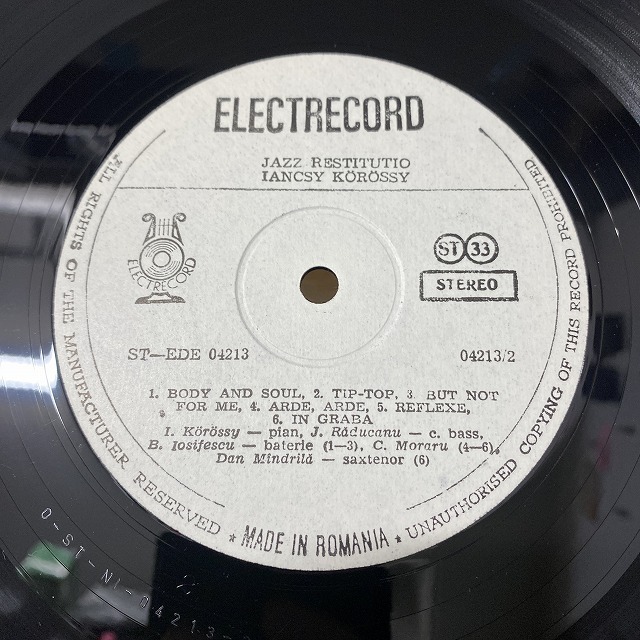 ELECTRECORD
JAZZ RESTITUTIO
IANCSY KÖRÖSSY
ELECTRECORD
ST 33
STEREO
ST—EDE 04213
04213/2
1. BODY AND SOUL, 2. TIP-TOP, 3. BUT NOT
FOR ME, 4. ARDE, ARDE, 5. REFLEXE,
6. IN GRABA
I. Körössy — pian, J. Răducanu — c. bass,
B. Iosifescu — baterie (1—3), C. Moraru (4—6),
Dan Mîndrilă — saxtenor (6)
ALL RIGHTS OF THE MANUFACTURER RESERVED * MADE IN ROMANIA * UNAUTHORISED COPYING OF THIS RECORD PROHIBITED